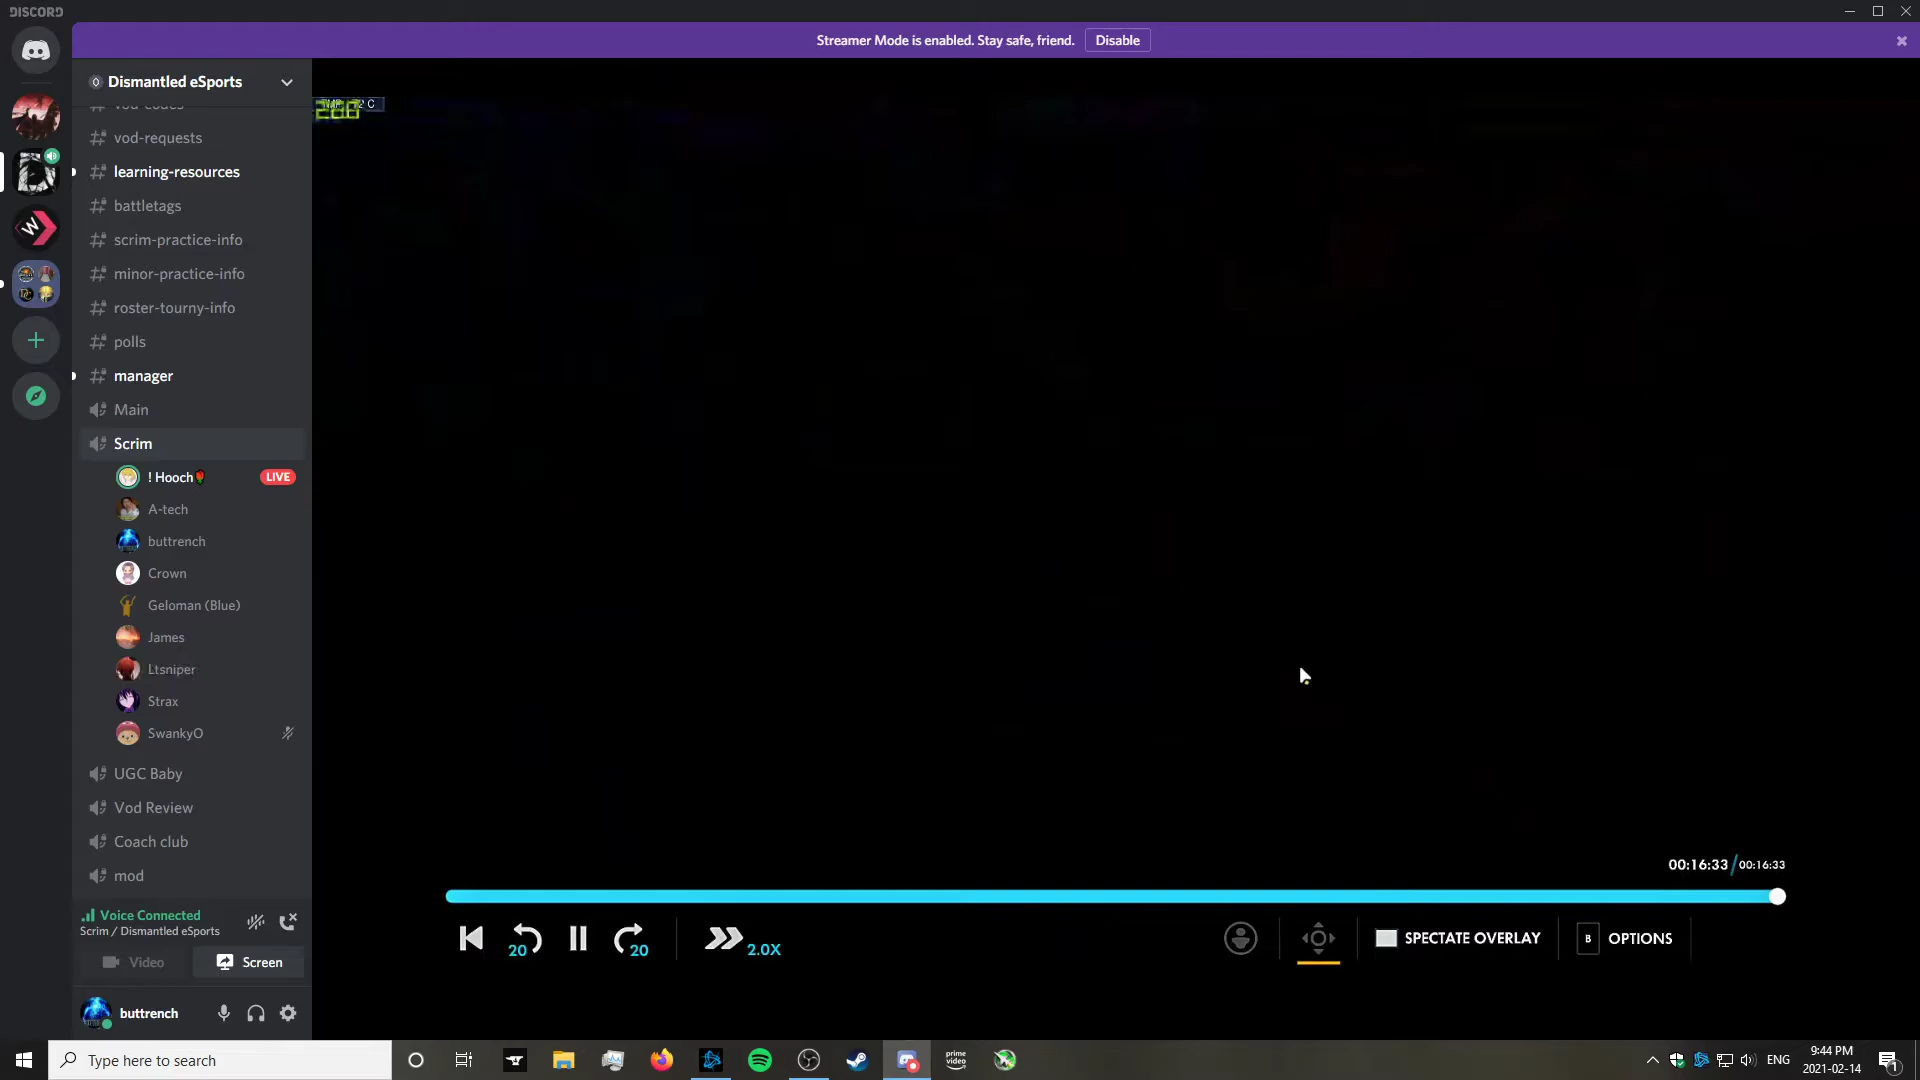 DISCORD
Streamer Mode is enabled. Stay safe, friend.
Disable
Dismantled eSports
vod-codes
vod-requests
learning-resources
battletags
scrim-practice-info
minor-practice-info
roster-tourny-info
polls
manager
Main
Scrim
! Hooch
LIVE
A-tech
buttrench
Crown
Geloman (Blue)
James
Ltsniper
Strax
SwankyO
UGC Baby
Vod Review
Coach club
mod
Voice Connected
Scrim / Dismantled eSports
Video
Screen
buttrench
00:16:33 / 00:16:33
20
20
2.0X
SPECTATE OVERLAY
B
OPTIONS
Type here to search
prime video
ENG
9:44 PM
2021-02-14
1